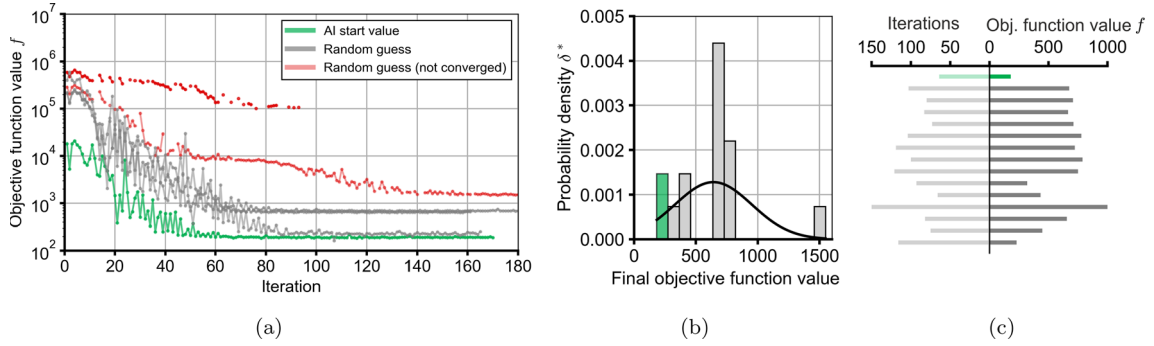 10^7
10^6
10^5
10^4
10^3
10^2
Objective function value f
AI start value
Random guess
Random guess (not converged)
0 20 40 60 80 100 120 140 160 180
Iteration
(a)
0.005
0.004
0.003
0.002
0.001
0.000
Probability density δ*
0 500 1000 1500
Final objective function value
(b)
Iterations Obj. function value f
150 100 50 0 500 1000
(c)